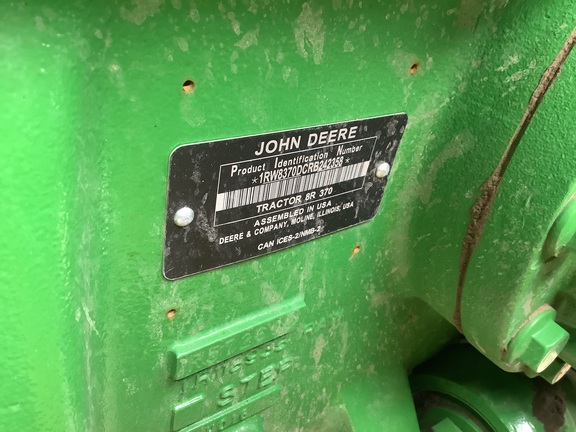 JOHN DEERE
Product Identification Number
*1RW8370DCRB242358*
TRACTOR 8R 370
ASSEMBLED IN USA
DEERE & COMPANY, MOLINE, ILLINOIS, USA
CAN ICES-2/NMB-2